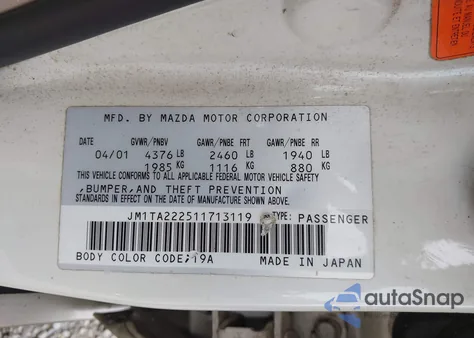 MFD. BY MAZDA MOTOR CORPORATION
DATE GVWR/PNBV GAWR/PNBE FRT GAWR/PNBE RR
04/01 4376 LB 2460 LB 1940 LB
1985 KG 1116 KG 880 KG
THIS VEHICLE CONFORMS TO ALL APPLICABLE FEDERAL MOTOR VEHICLE SAFETY
,BUMPER,AND THEFT PREVENTION
STANDARDS IN EFFECT ON THE DATE OF MANUFACTURE SHOWN ABOVE.
JM1TA222511713119 TYPE: PASSENGER
BODY COLOR CODE;19A MADE IN JAPAN
autoSnap